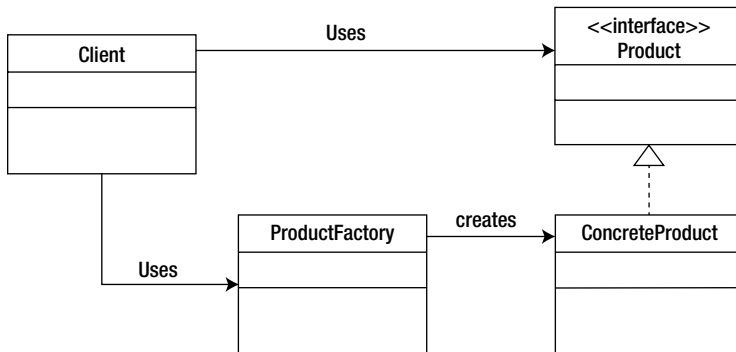 Client
Uses
<<interface>>
Product
Uses
ProductFactory
creates
ConcreteProduct